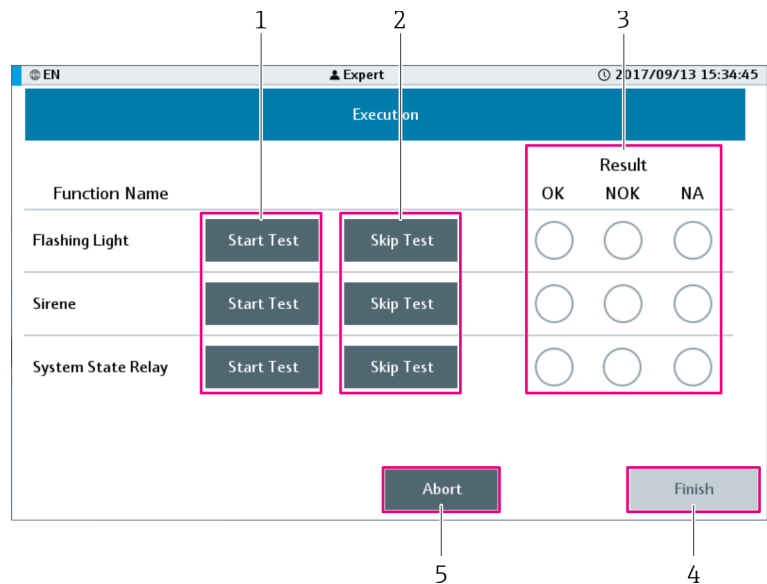 1 2 3
EN Expert 2017/09/13 15:34:45
Execution
Result
Function Name OK NOK NA
Flashing Light Start Test Skip Test
Sirene Start Test Skip Test
System State Relay Start Test Skip Test
Abort Finish
5 4